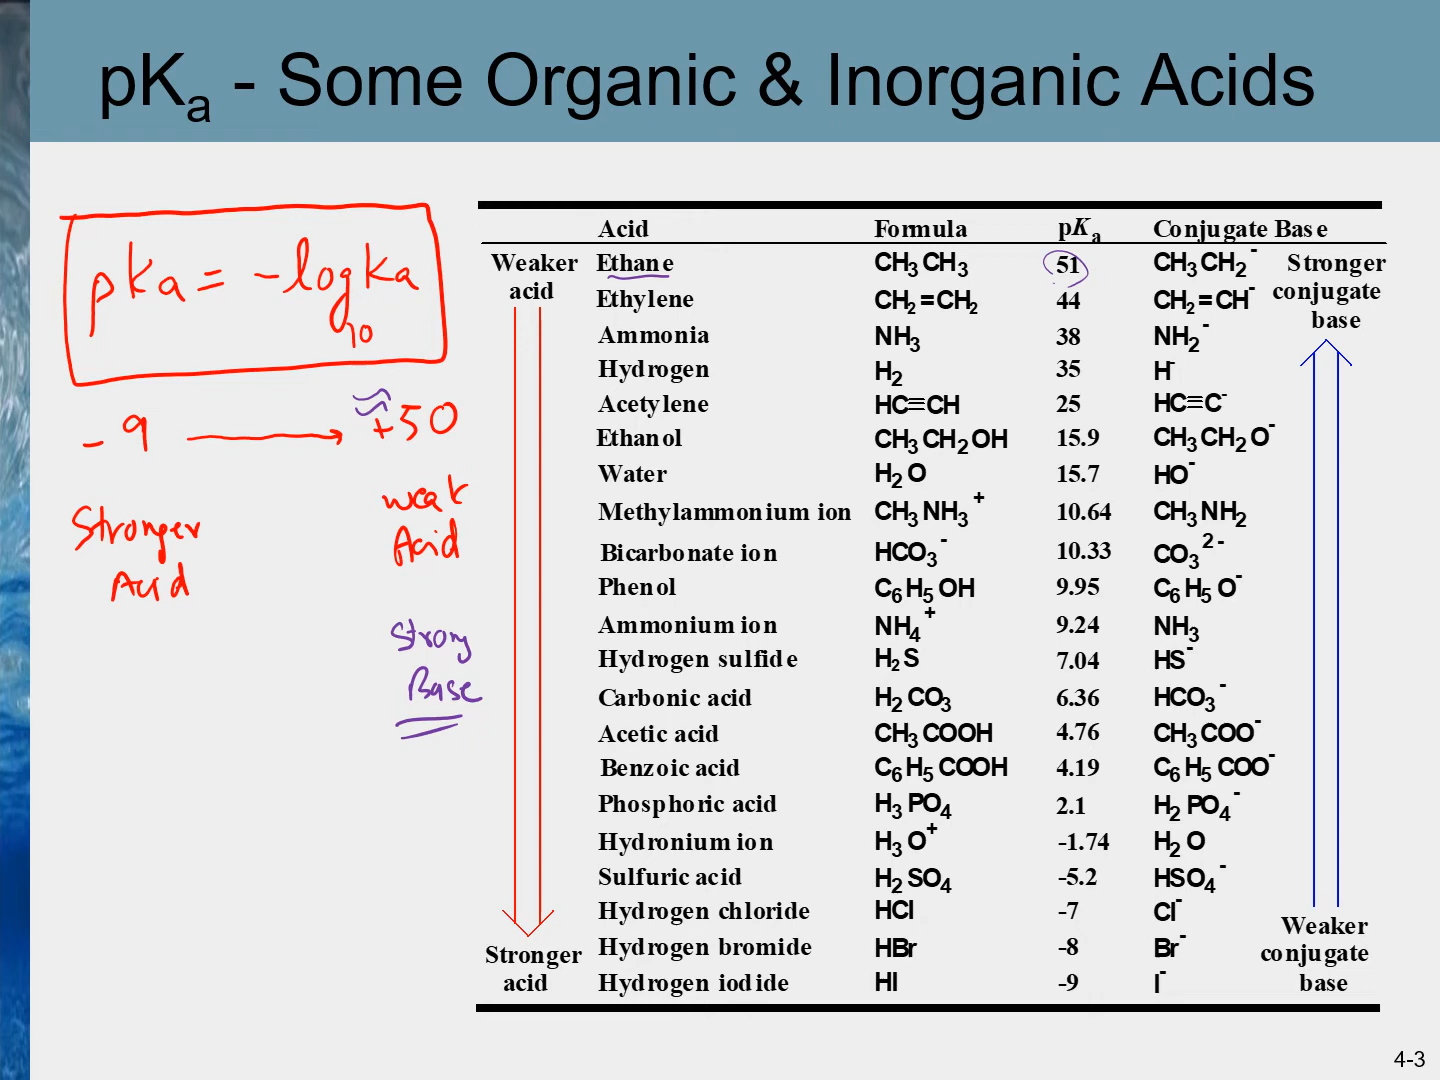 pKa - Some Organic & Inorganic Acids
pKa = -log10 Ka
-9 → ≈ +50
Stronger Acid
weak Acid
Strong Base
Acid Formula pKa Conjugate Base
Weaker acid
Stronger acid
Stronger conjugate base
Weaker conjugate base
Ethane CH3CH3 51 CH3CH2-
Ethylene CH2=CH2 44 CH2=CH-
Ammonia NH3 38 NH2-
Hydrogen H2 35 H-
Acetylene HC≡CH 25 HC≡C-
Ethanol CH3CH2OH 15.9 CH3CH2O-
Water H2O 15.7 HO-
Methylammonium ion CH3NH3+ 10.64 CH3NH2
Bicarbonate ion HCO3- 10.33 CO3 2-
Phenol C6H5OH 9.95 C6H5O-
Ammonium ion NH4+ 9.24 NH3
Hydrogen sulfide H2S 7.04 HS-
Carbonic acid H2CO3 6.36 HCO3-
Acetic acid CH3COOH 4.76 CH3COO-
Benzoic acid C6H5COOH 4.19 C6H5COO-
Phosphoric acid H3PO4 2.1 H2PO4-
Hydronium ion H3O+ -1.74 H2O
Sulfuric acid H2SO4 -5.2 HSO4-
Hydrogen chloride HCl -7 Cl-
Hydrogen bromide HBr -8 Br-
Hydrogen iodide HI -9 I-
4-3